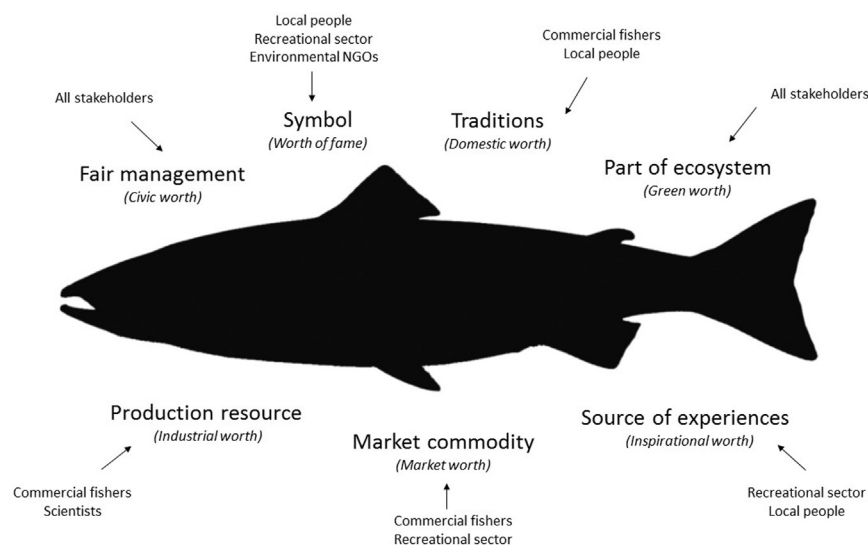 Local people
Recreational sector
Environmental NGOs
Commercial fishers
Local people
All stakeholders
All stakeholders
Symbol
(Worth of fame)
Traditions
(Domestic worth)
Fair management
(Civic worth)
Part of ecosystem
(Green worth)
Production resource
(Industrial worth)
Market commodity
(Market worth)
Source of experiences
(Inspirational worth)
Commercial fishers
Scientists
Commercial fishers
Recreational sector
Recreational sector
Local people